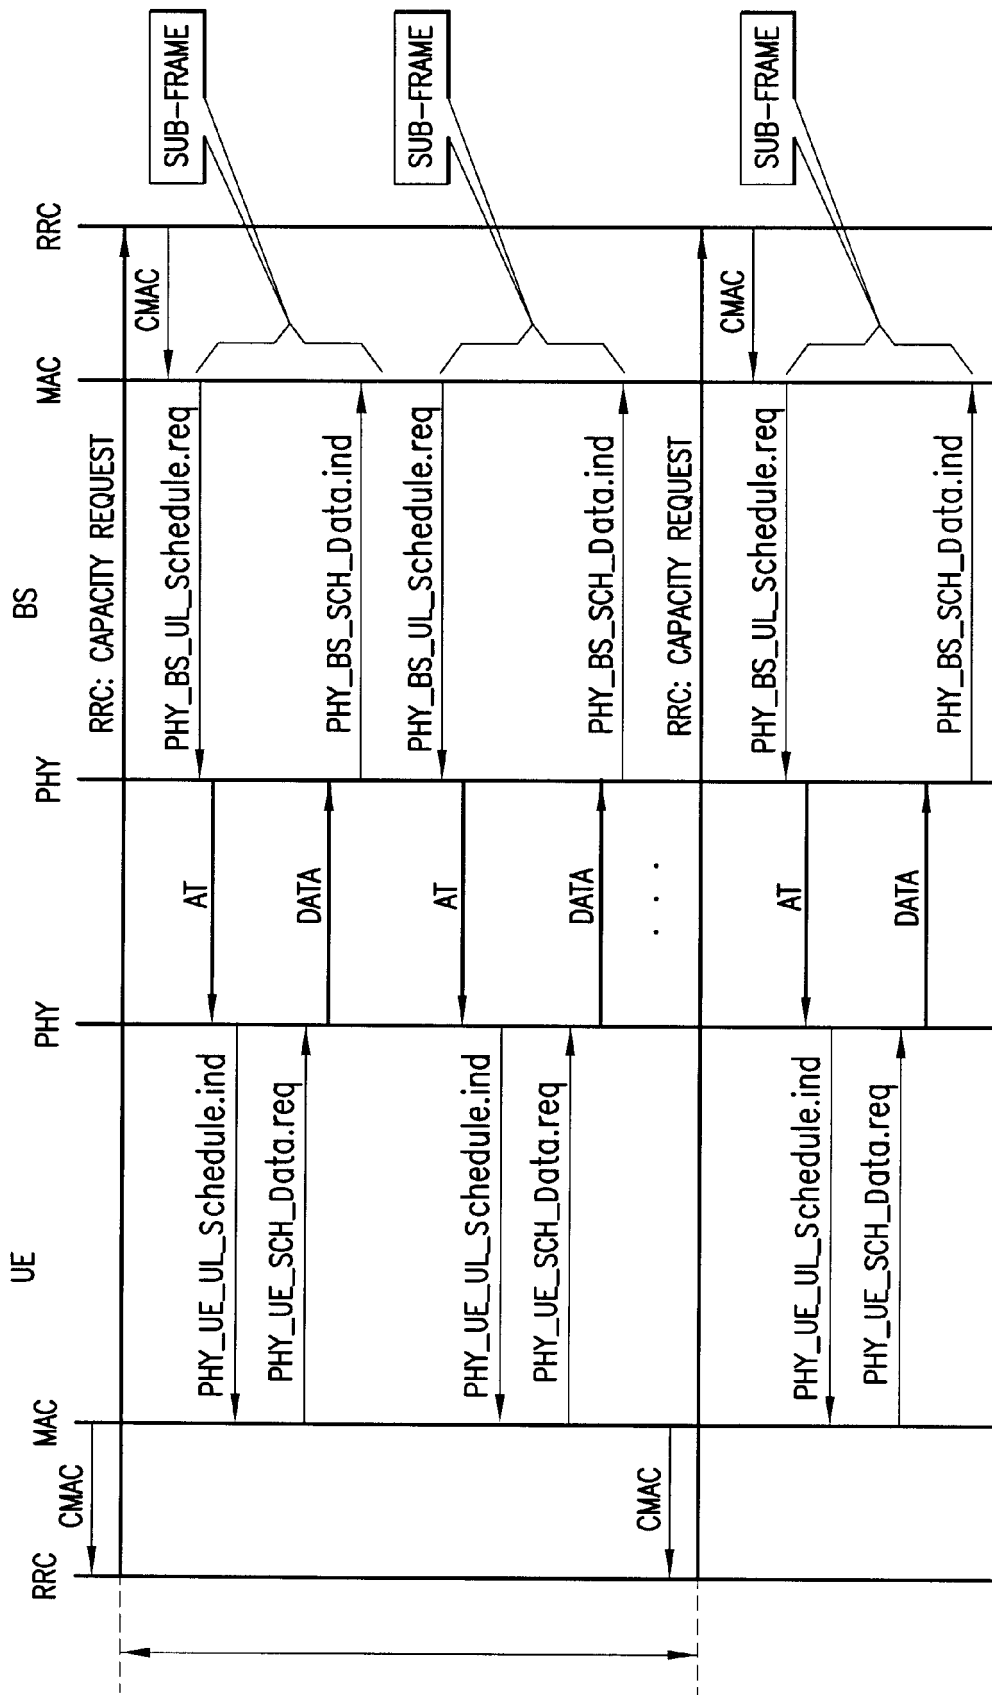 UE
BS
RRC
MAC
PHY
PHY
MAC
RRC
CMAC
RRC: CAPACITY REQUEST
CMAC
PHY_BS_UL_Schedule.req
SUB-FRAME
AT
PHY_UE_UL_Schedule.ind
PHY_UE_SCH_Data.req
DATA
PHY_BS_SCH_Data.ind
PHY_BS_UL_Schedule.req
SUB-FRAME
AT
PHY_UE_UL_Schedule.ind
PHY_UE_SCH_Data.req
DATA
PHY_BS_SCH_Data.ind
. . .
CMAC
RRC: CAPACITY REQUEST
CMAC
PHY_BS_UL_Schedule.req
SUB-FRAME
AT
PHY_UE_UL_Schedule.ind
PHY_UE_SCH_Data.req
DATA
PHY_BS_SCH_Data.ind